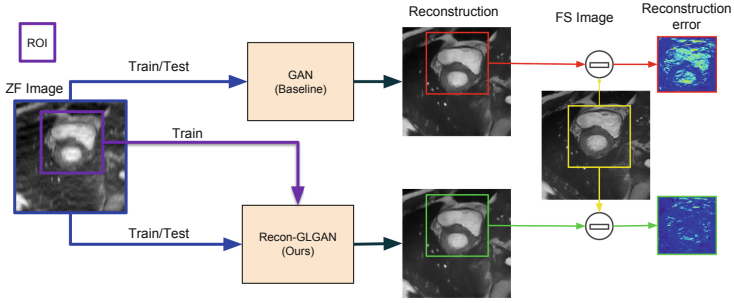 Reconstruction
FS Image
Reconstruction
error
ROI
Train/Test
GAN
(Baseline)
ZF Image
Train
Train/Test
Recon-GLGAN
(Ours)